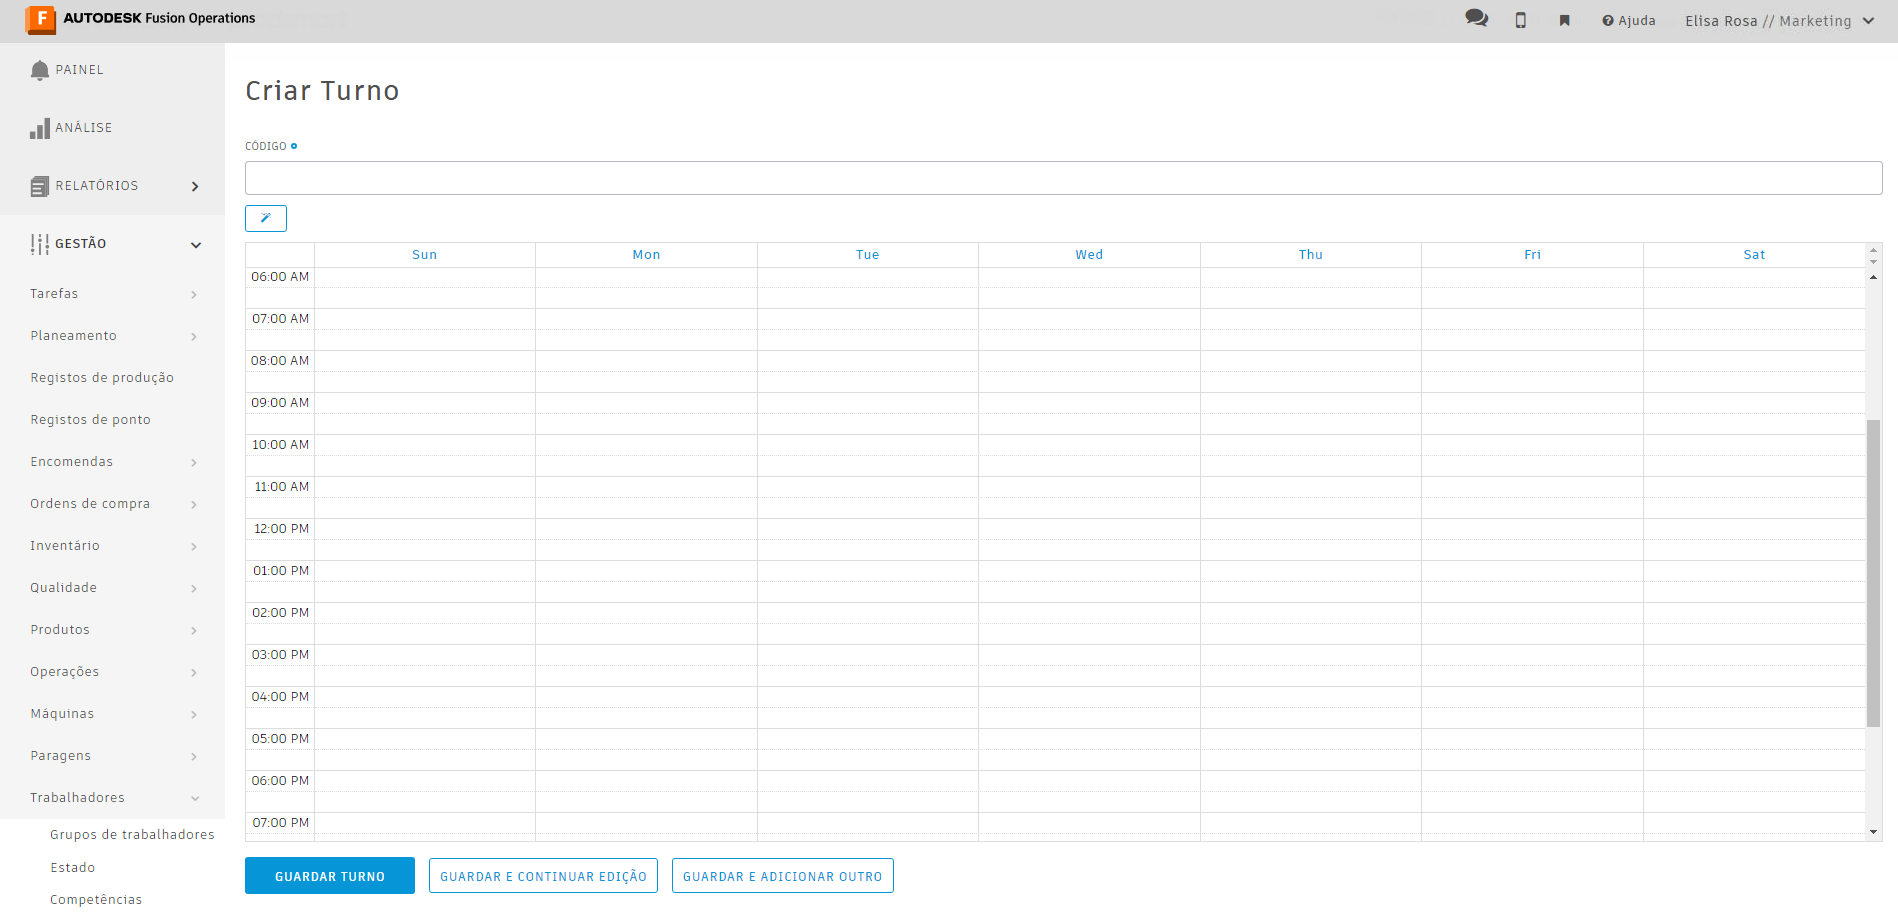 F AUTODESK Fusion Operations
Ajuda
Elisa Rosa // Marketing
PAINEL
ANÁLISE
RELATÓRIOS
GESTÃO
Tarefas
Planeamento
Registos de produção
Registos de ponto
Encomendas
Ordens de compra
Inventário
Qualidade
Produtos
Operações
Máquinas
Paragens
Trabalhadores
Grupos de trabalhadores
Estado
Competências
Criar Turno
CÓDIGO
Sun Mon Tue Wed Thu Fri Sat
06:00 AM
07:00 AM
08:00 AM
09:00 AM
10:00 AM
11:00 AM
12:00 PM
01:00 PM
02:00 PM
03:00 PM
04:00 PM
05:00 PM
06:00 PM
07:00 PM
GUARDAR TURNO
GUARDAR E CONTINUAR EDIÇÃO
GUARDAR E ADICIONAR OUTRO